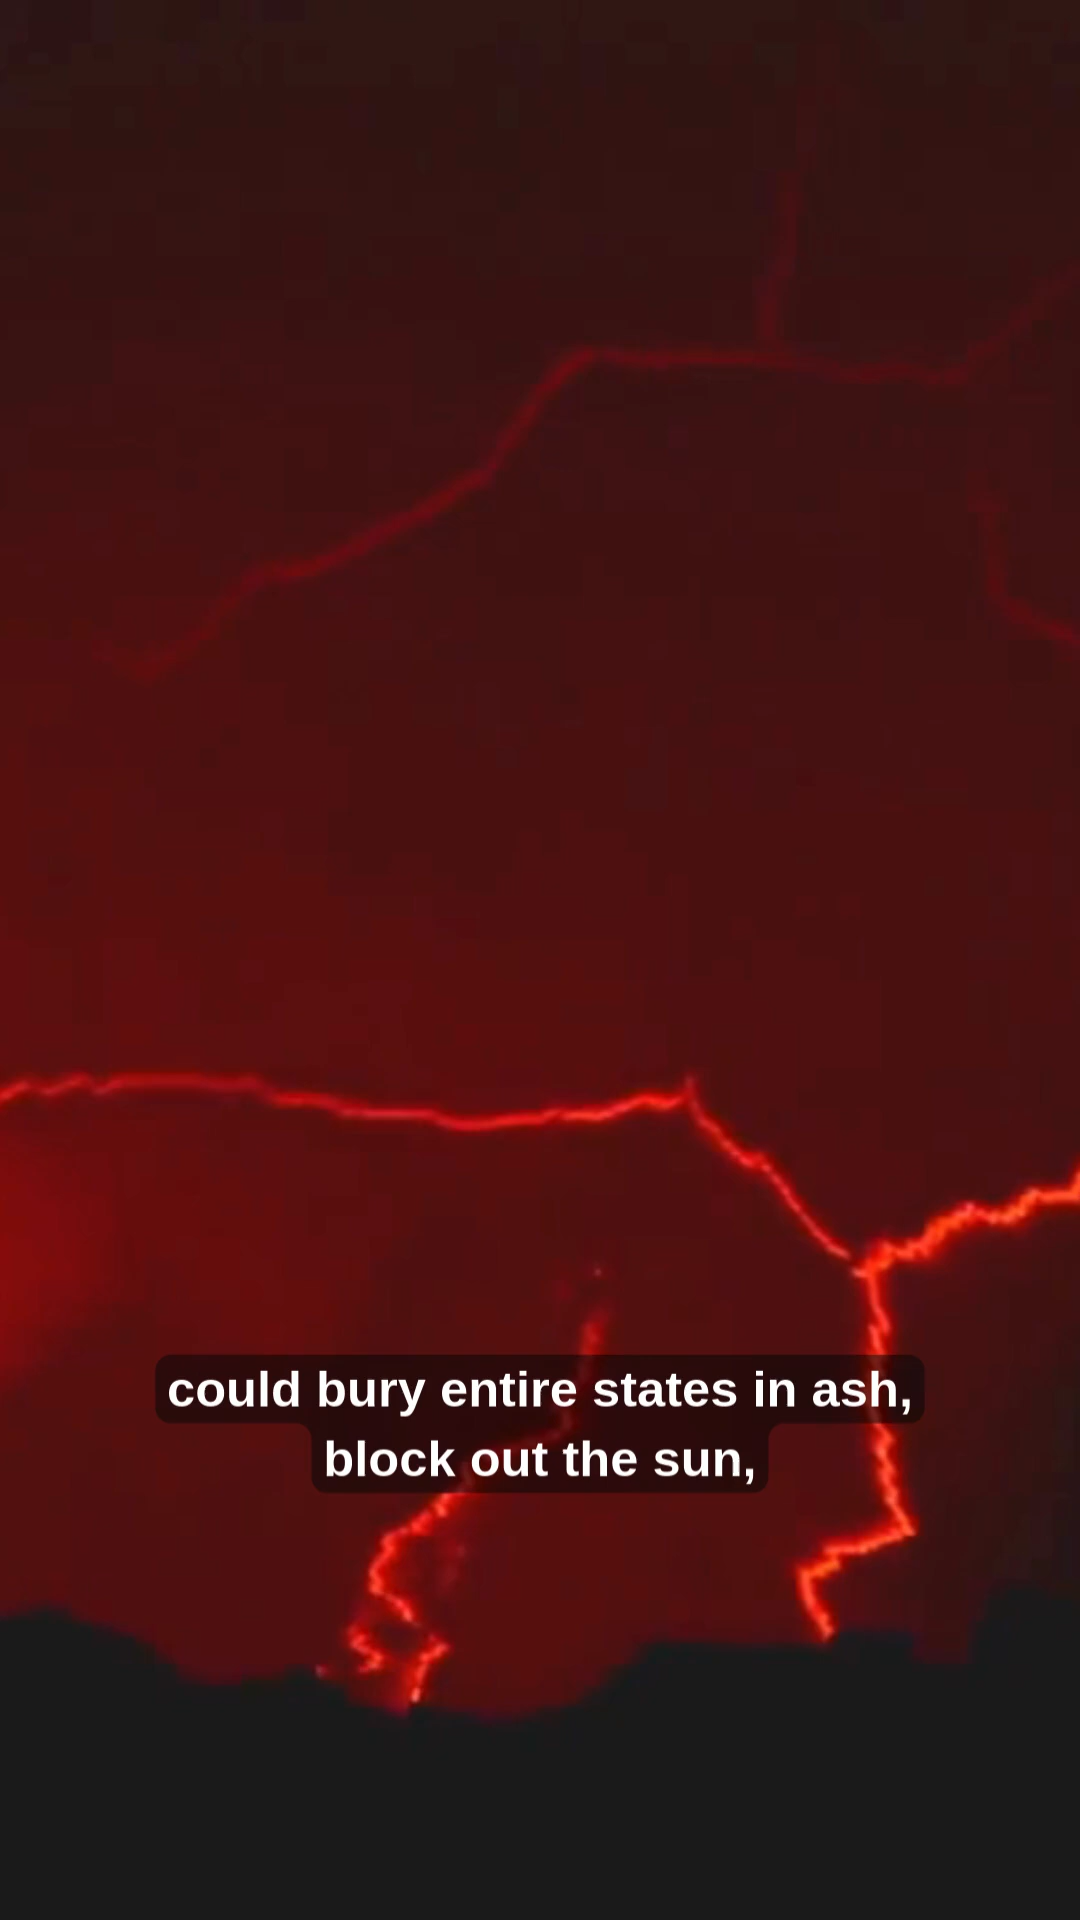 could bury entire states in ash,
block out the sun,